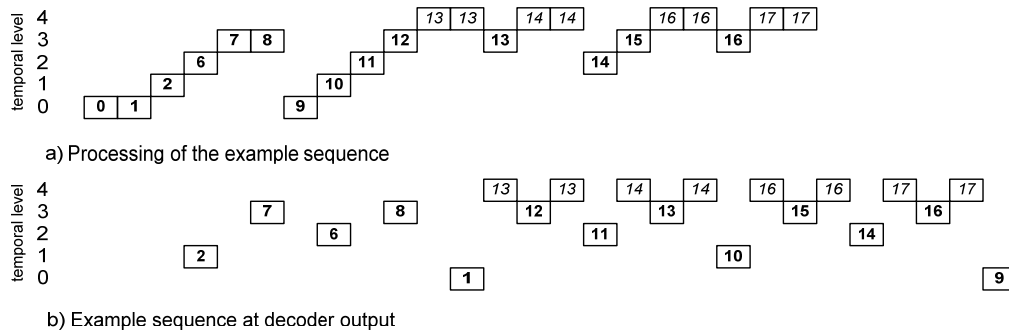 temporal level
4 13 13 14 14 16 16 17 17
3 7 8 12 13 15 16
2 6 11 14
1 2 10
0 0 1 9
a) Processing of the example sequence
temporal level
4 13 13 14 14 16 16 17 17
3 7 8 12 13 15 16
2 6 11 14
1 2 10
0 1 9
b) Example sequence at decoder output